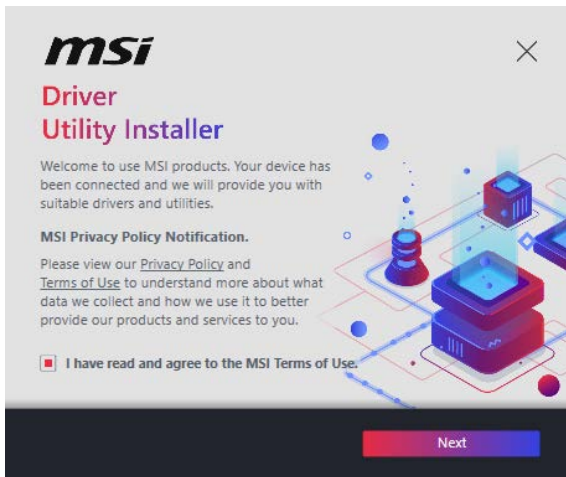 msi
Driver
Utility Installer
Welcome to use MSI products. Your device has
been connected and we will provide you with
suitable drivers and utilities.
MSI Privacy Policy Notification.
Please view our Privacy Policy and
Terms of Use to understand more about what
data we collect and how we use it to better
provide our products and services to you.
I have read and agree to the MSI Terms of Use.
Next